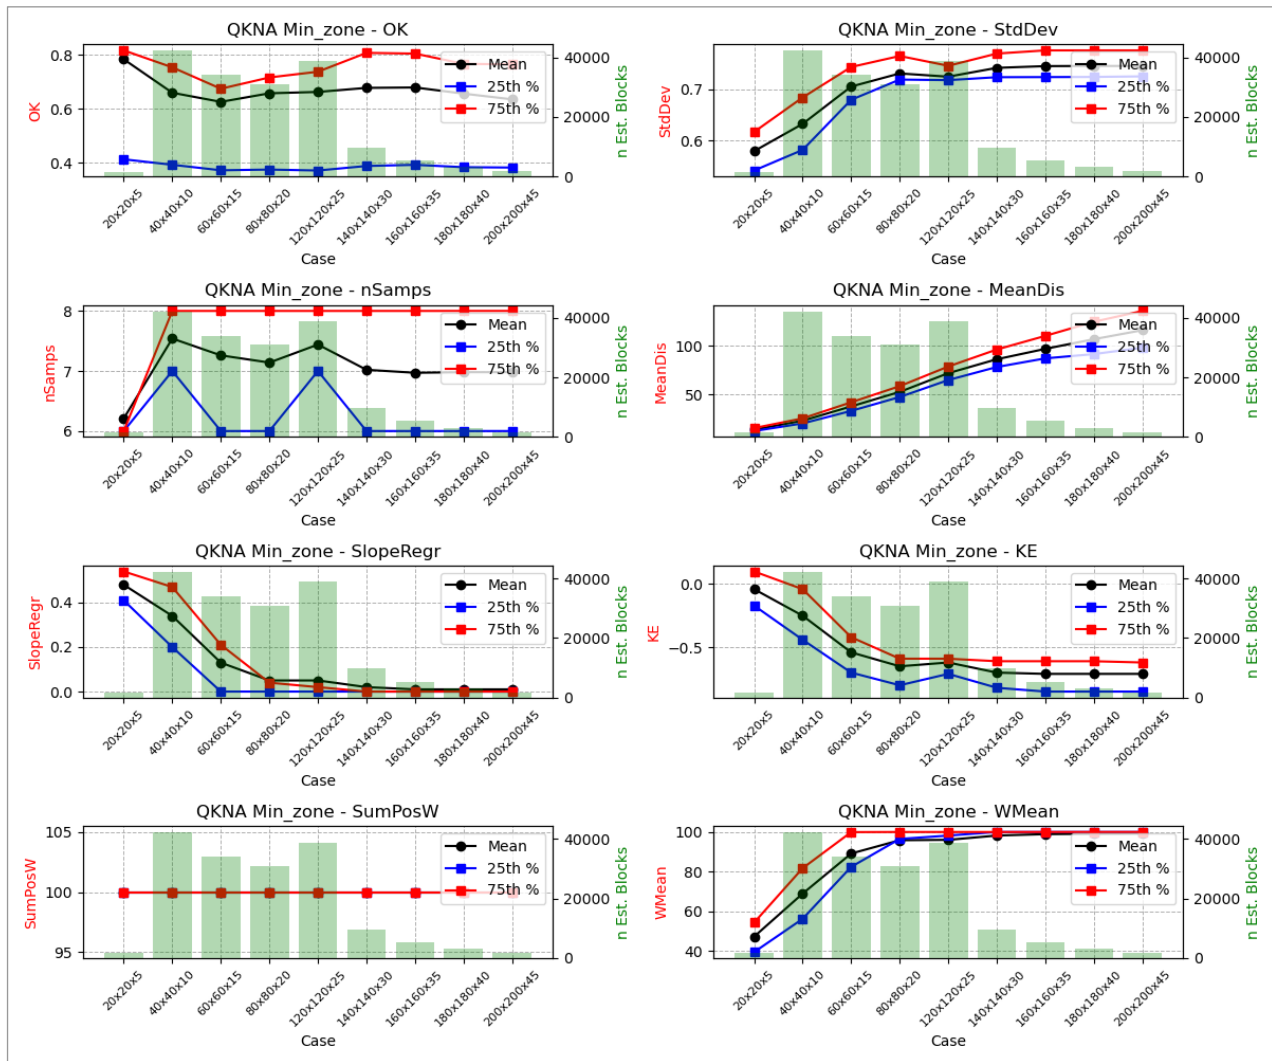 QKNA Min_zone - OK
0.8
0.6
0.4
OK
Mean
25th %
75th %
40000
20000
0
n Est. Blocks
20x20x5
40x40x10
60x60x15
80x80x20
120x120x25
140x140x30
160x160x35
180x180x40
200x200x45
Case
QKNA Min_zone - StdDev
0.7
0.6
StdDev
Mean
25th %
75th %
40000
20000
0
n Est. Blocks
20x20x5
40x40x10
60x60x15
80x80x20
120x120x25
140x140x30
160x160x35
180x180x40
200x200x45
Case
QKNA Min_zone - nSamps
8
7
6
nSamps
Mean
25th %
75th %
40000
20000
0
n Est. Blocks
20x20x5
40x40x10
60x60x15
80x80x20
120x120x25
140x140x30
160x160x35
180x180x40
200x200x45
Case
QKNA Min_zone - MeanDis
100
50
MeanDis
Mean
25th %
75th %
40000
20000
0
n Est. Blocks
20x20x5
40x40x10
60x60x15
80x80x20
120x120x25
140x140x30
160x160x35
180x180x40
200x200x45
Case
QKNA Min_zone - SlopeRegr
0.4
0.2
0.0
SlopeRegr
Mean
25th %
75th %
40000
20000
0
n Est. Blocks
20x20x5
40x40x10
60x60x15
80x80x20
120x120x25
140x140x30
160x160x35
180x180x40
200x200x45
Case
QKNA Min_zone - KE
0.0
−0.5
KE
Mean
25th %
75th %
40000
20000
0
n Est. Blocks
20x20x5
40x40x10
60x60x15
80x80x20
120x120x25
140x140x30
160x160x35
180x180x40
200x200x45
Case
QKNA Min_zone - SumPosW
105
100
95
SumPosW
Mean
25th %
75th %
40000
20000
0
n Est. Blocks
20x20x5
40x40x10
60x60x15
80x80x20
120x120x25
140x140x30
160x160x35
180x180x40
200x200x45
Case
QKNA Min_zone - WMean
100
80
60
40
WMean
Mean
25th %
75th %
40000
20000
0
n Est. Blocks
20x20x5
40x40x10
60x60x15
80x80x20
120x120x25
140x140x30
160x160x35
180x180x40
200x200x45
Case